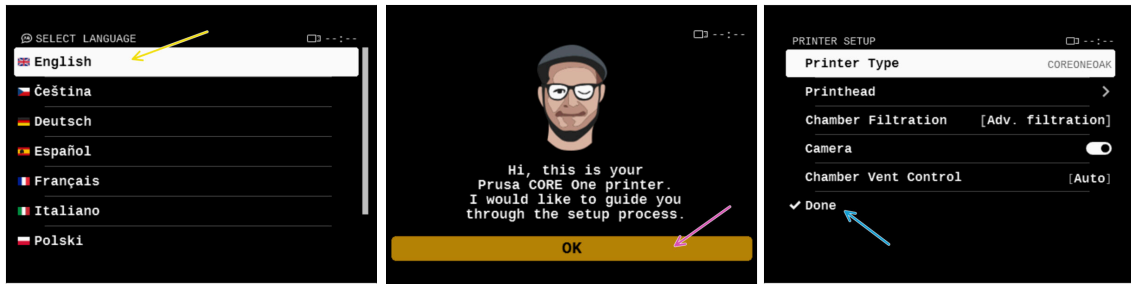 SELECT LANGUAGE
--:--
English
Čeština
Deutsch
Español
Français
Italiano
Polski
--:--
Hi, this is your
Prusa CORE One printer.
I would like to guide you
through the setup process.
OK
PRINTER SETUP
--:--
Printer Type COREONEOAK
Printhead
Chamber Filtration [Adv. filtration]
Camera
Chamber Vent Control [Auto]
Done